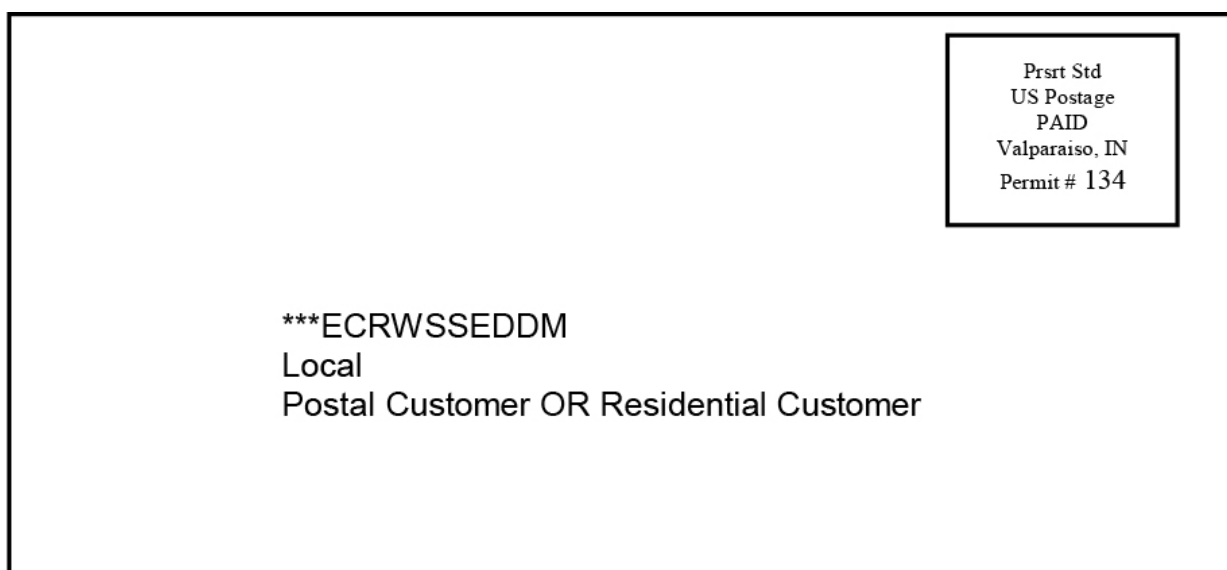 Prsrt Std
US Postage
PAID
Valparaiso, IN
Permit # 134
***ECRWSSEDDM
Local
Postal Customer OR Residential Customer